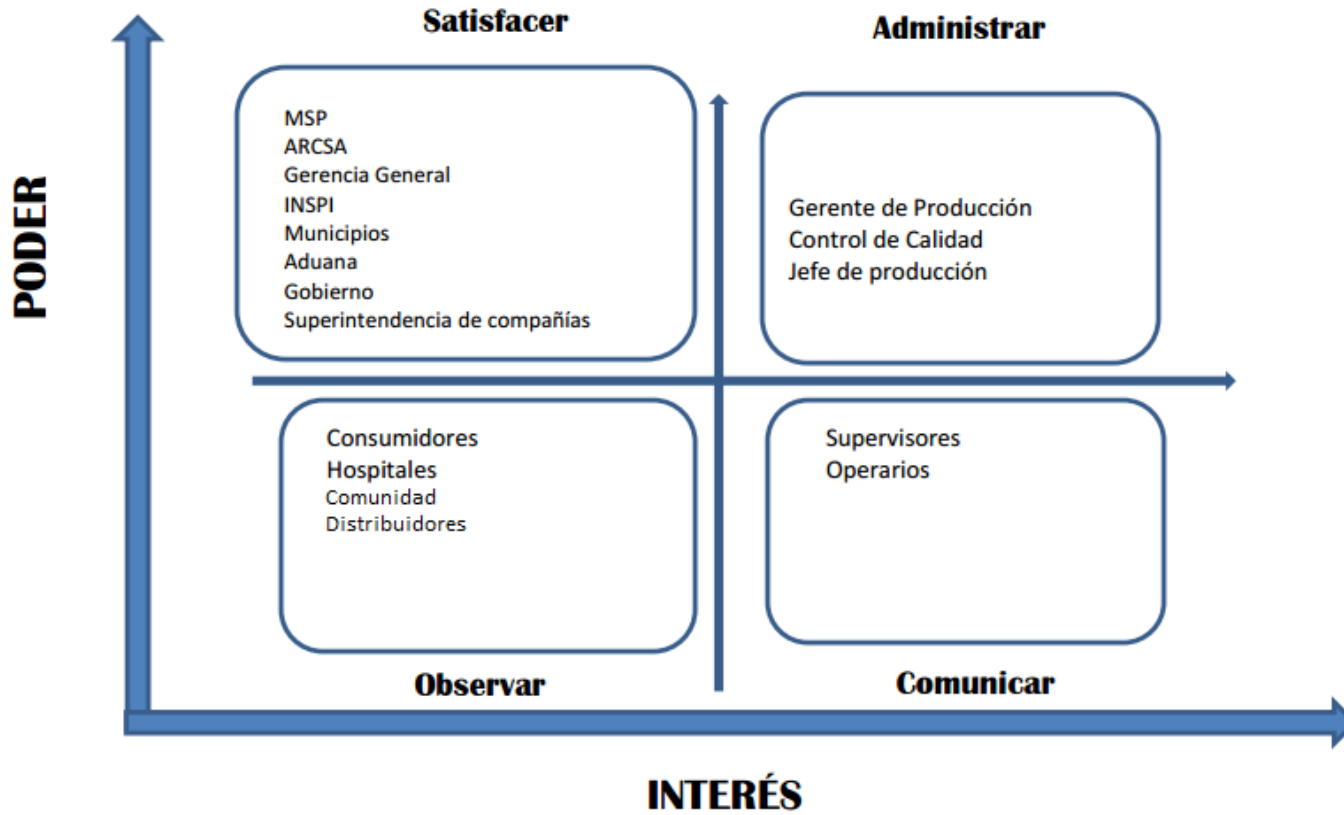 Satisfacer
Administrar
PODER
MSP
ARCSA
Gerencia General
INSPI
Municipios
Aduana
Gobierno
Superintendencia de compañías
Gerente de Producción
Control de Calidad
Jefe de producción
Consumidores
Hospitales
Comunidad
Distribuidores
Supervisores
Operarios
Observar
Comunicar
INTERÉS